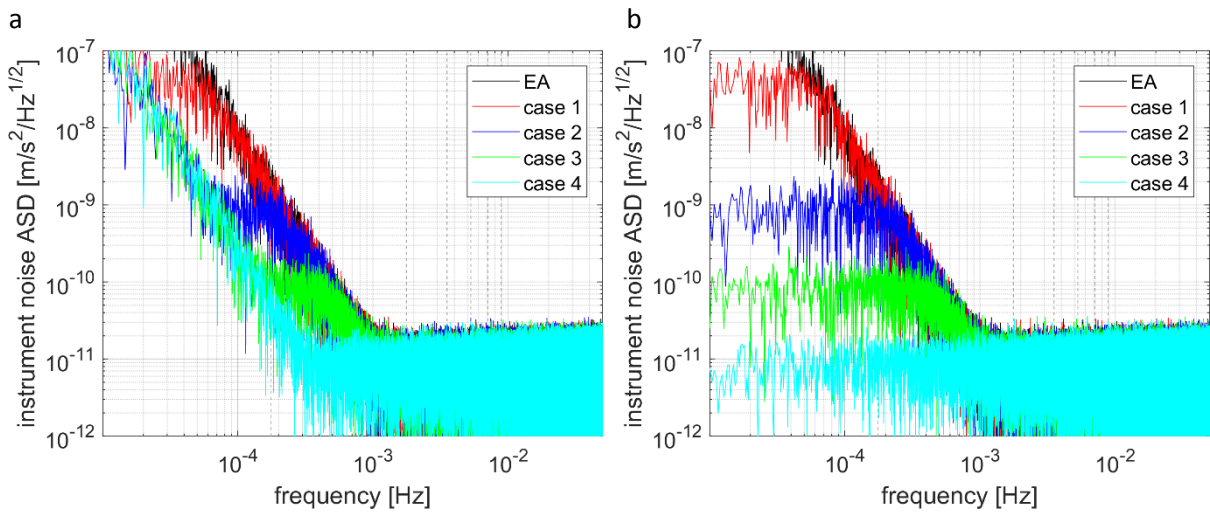 a
instrument noise ASD [m/s²/Hz^{1/2}]
10^{-7}
10^{-8}
10^{-9}
10^{-10}
10^{-11}
10^{-12}
EA
case 1
case 2
case 3
case 4
10^{-4} 10^{-3} 10^{-2}
frequency [Hz]
b
instrument noise ASD [m/s²/Hz^{1/2}]
10^{-7}
10^{-8}
10^{-9}
10^{-10}
10^{-11}
10^{-12}
EA
case 1
case 2
case 3
case 4
10^{-4} 10^{-3} 10^{-2}
frequency [Hz]